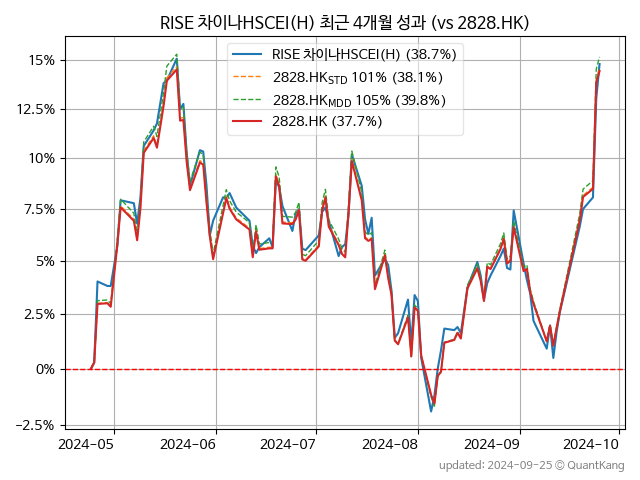 RISE 차이나HSCEI(H) 최근 4개월 성과 (vs 2828.HK)
RISE 차이나HSCEI(H) (38.7%)
2828.HK_STD 101% (38.1%)
2828.HK_MDD 105% (39.8%)
2828.HK (37.7%)
15%
12.5%
10%
7.5%
5%
2.5%
0%
−2.5%
2024-05
2024-06
2024-07
2024-08
2024-09
2024-10
updated: 2024-09-25 © QuantKang